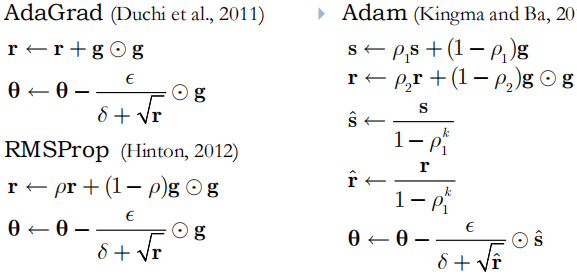 AdaGrad (Duchi et al., 2011)
r ← r + g ⊙ g
θ ← θ − ϵ / (δ + √r) ⊙ g
RMSProp (Hinton, 2012)
r ← ρr + (1 − ρ)g ⊙ g
θ ← θ − ϵ / (δ + √r) ⊙ g
Adam (Kingma and Ba, 20
s ← ρ₁s + (1 − ρ₁)g
r ← ρ₂r + (1 − ρ₂)g ⊙ g
ŝ ← s / (1 − ρ₁ᵏ)
r̂ ← r / (1 − ρ₁ᵏ)
θ ← θ − ϵ / (δ + √r̂) ⊙ ŝ